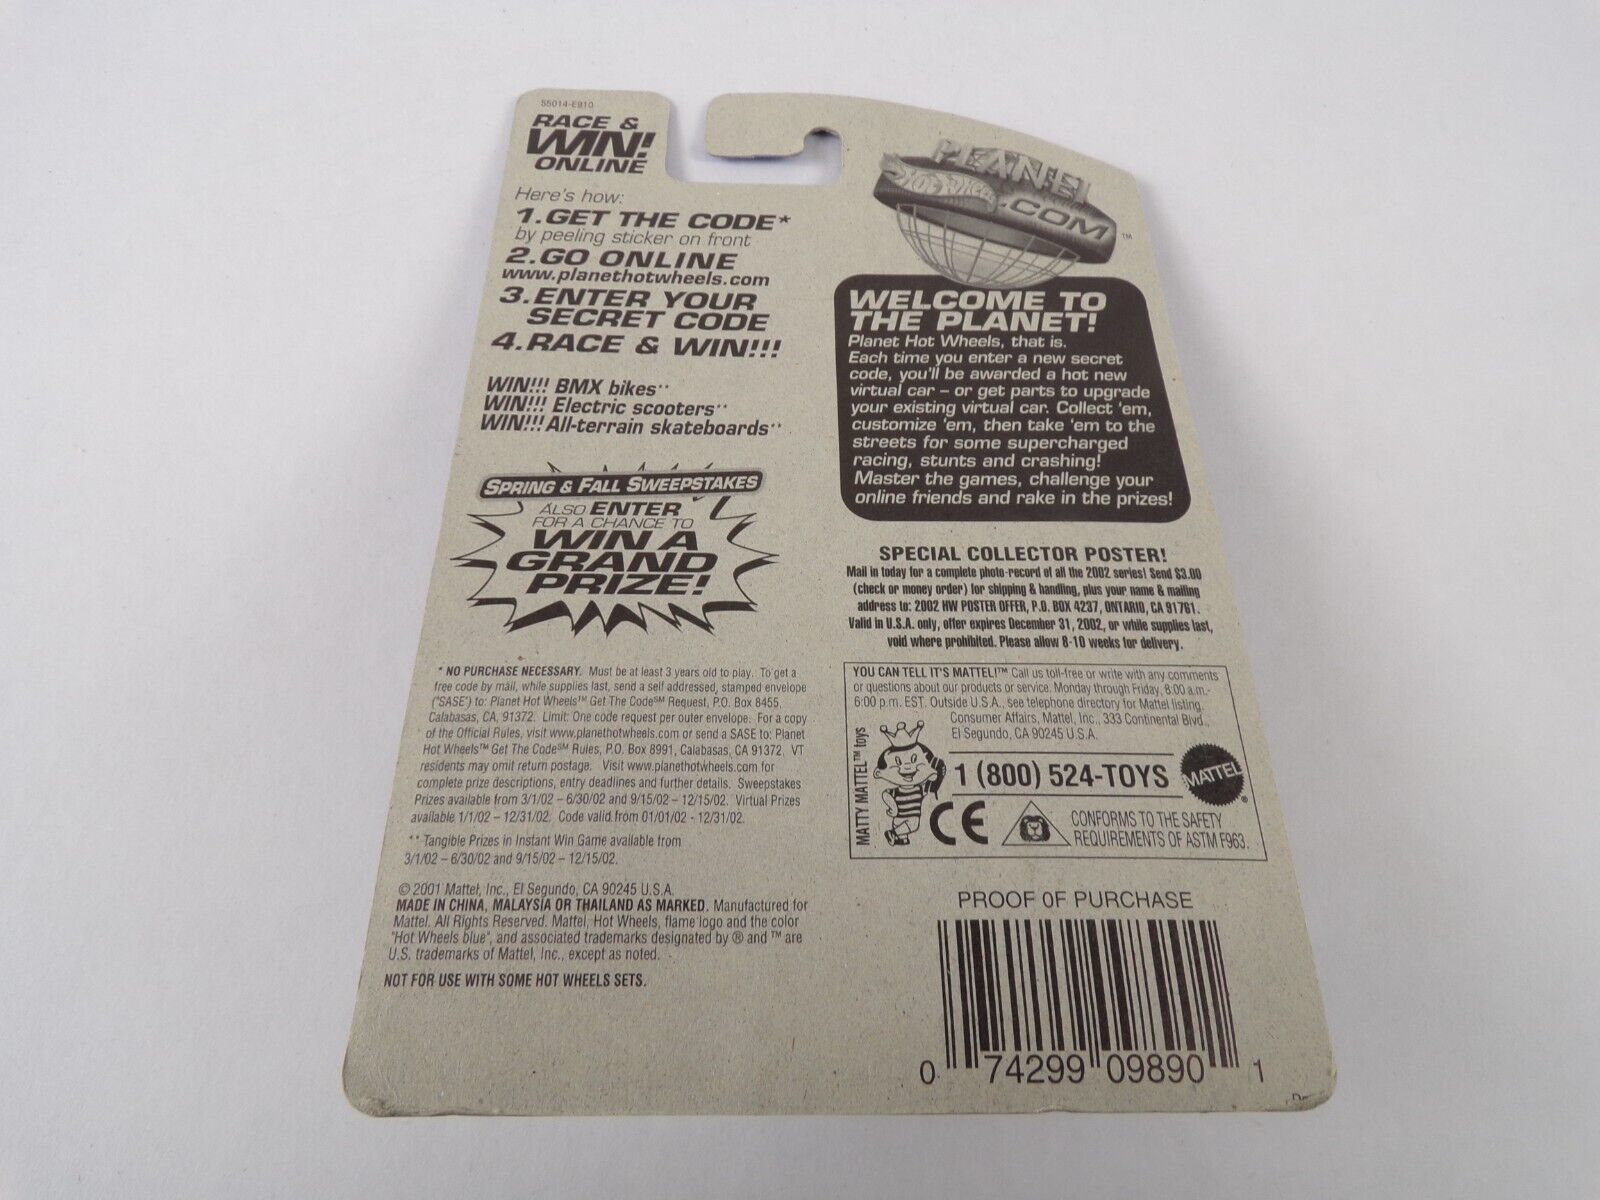 55014-E910
RACE &
WIN!
ONLINE
Here's how:
1.GET THE CODE*
by peeling sticker on front
2.GO ONLINE
www.planethotwheels.com
3.ENTER YOUR
SECRET CODE
4.RACE & WIN!!!
WIN!!! BMX bikes**
WIN!!! Electric scooters**
WIN!!! All-terrain skateboards**
SPRING & FALL SWEEPSTAKES
ALSO ENTER
FOR A CHANCE TO
WIN A
GRAND
PRIZE!
* NO PURCHASE NECESSARY. Must be at least 3 years old to play. To get a
free code by mail, while supplies last, send a self addressed, stamped envelope
("SASE") to: Planet Hot Wheels™ Get The Code℠ Request, P.O. Box 8455,
Calabasas, CA, 91372. Limit: One code request per outer envelope. For a copy
of the Official Rules, visit www.planethotwheels.com or send a SASE to: Planet
Hot Wheels™ Get The Code℠ Rules, P.O. Box 8991, Calabasas, CA 91372. VT
residents may omit return postage. Visit www.planethotwheels.com for
complete prize descriptions, entry deadlines and further details. Sweepstakes
Prizes available from 3/1/02 – 6/30/02 and 9/15/02 – 12/15/02. Virtual Prizes
available 1/1/02 – 12/31/02. Code valid from 01/01/02 - 12/31/02.
** Tangible Prizes in Instant Win Game available from
3/1/02 – 6/30/02 and 9/15/02 – 12/15/02.
© 2001 Mattel, Inc., El Segundo, CA 90245 U.S.A.
MADE IN CHINA, MALAYSIA OR THAILAND AS MARKED. Manufactured for
Mattel. All Rights Reserved. Mattel, Hot Wheels, flame logo and the color
"Hot Wheels blue", and associated trademarks designated by ® and ™ are
U.S. trademarks of Mattel, Inc., except as noted.
NOT FOR USE WITH SOME HOT WHEELS SETS.
PLANET
HOT WHEELS
.COM
™
WELCOME TO
THE PLANET!
Planet Hot Wheels, that is.
Each time you enter a new secret
code, you'll be awarded a hot new
virtual car – or get parts to upgrade
your existing virtual car. Collect 'em,
customize 'em, then take 'em to the
streets for some supercharged
racing, stunts and crashing!
Master the games, challenge your
online friends and rake in the prizes!
SPECIAL COLLECTOR POSTER!
Mail in today for a complete photo-record of all the 2002 series! Send $3.00
(check or money order) for shipping & handling, plus your name & mailing
address to: 2002 HW POSTER OFFER, P.O. BOX 4237, ONTARIO, CA 91761.
Valid in U.S.A. only, offer expires December 31, 2002, or while supplies last,
void where prohibited. Please allow 8-10 weeks for delivery.
YOU CAN TELL IT'S MATTEL!™ Call us toll-free or write with any comments
or questions about our products or service. Monday through Friday, 8:00 a.m.-
6:00 p.m. EST. Outside U.S.A., see telephone directory for Mattel listing.
Consumer Affairs, Mattel, Inc., 333 Continental Blvd.,
El Segundo, CA 90245 U.S.A.
MATTY MATTEL™ toys
1 (800) 524-TOYS
MATTEL
®
CE
CONFORMS TO THE SAFETY
REQUIREMENTS OF ASTM F963.
PROOF OF PURCHASE
0 74299 09890 1